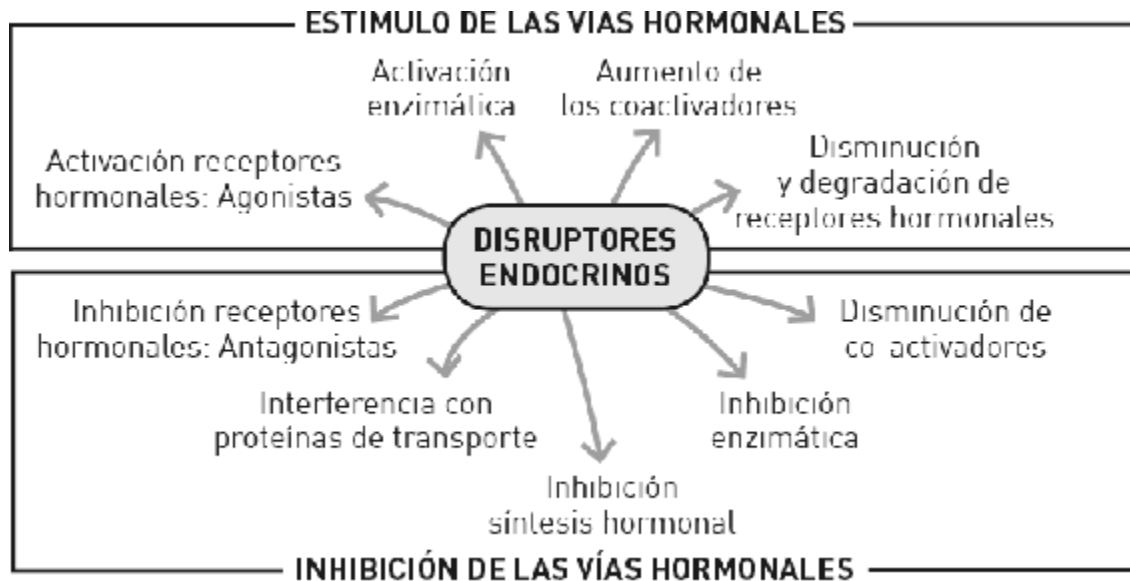 ESTIMULO DE LAS VIAS HORMONALES
Activación
enzimática
Aumento de
los coactivadores
Activación receptores
hormonales: Agonistas
Disminución
y degradación de
receptores hormonales
DISRUPTORES
ENDOCRINOS
Inhibición receptores
hormonales: Antagonistas
Disminución de
co activadores
Interferencia con
proteínas de transporte
Inhibición
enzimática
Inhibición
síntesis hormonal
INHIBICIÓN DE LAS VÍAS HORMONALES